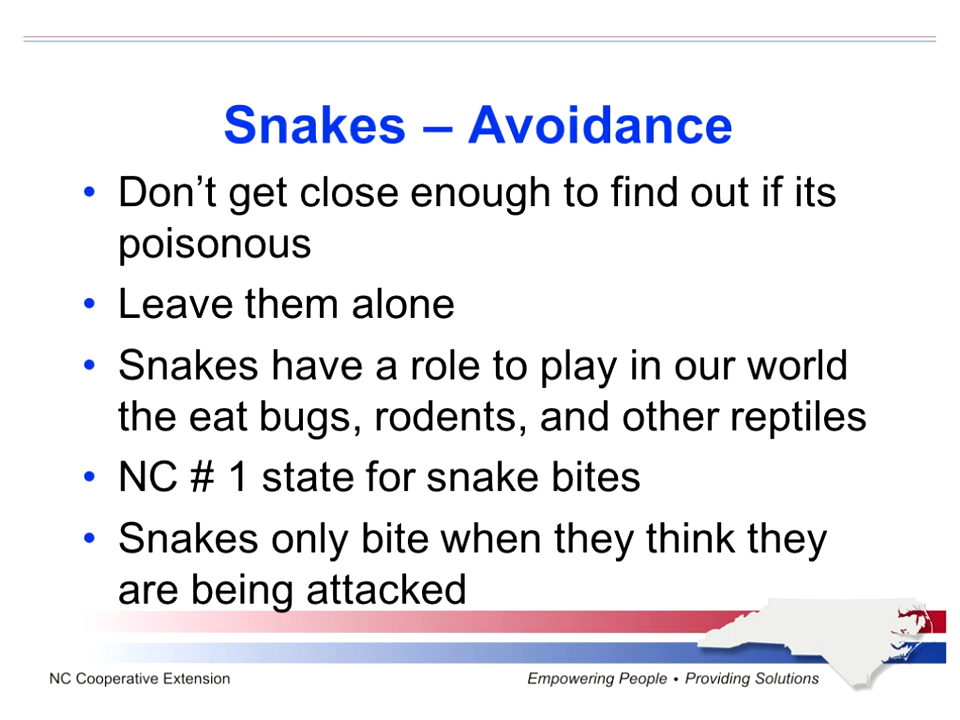 Snakes – Avoidance
• Don’t get close enough to find out if its
poisonous
• Leave them alone
• Snakes have a role to play in our world
the eat bugs, rodents, and other reptiles
• NC # 1 state for snake bites
• Snakes only bite when they think they
are being attacked
NC Cooperative Extension
Empowering People • Providing Solutions